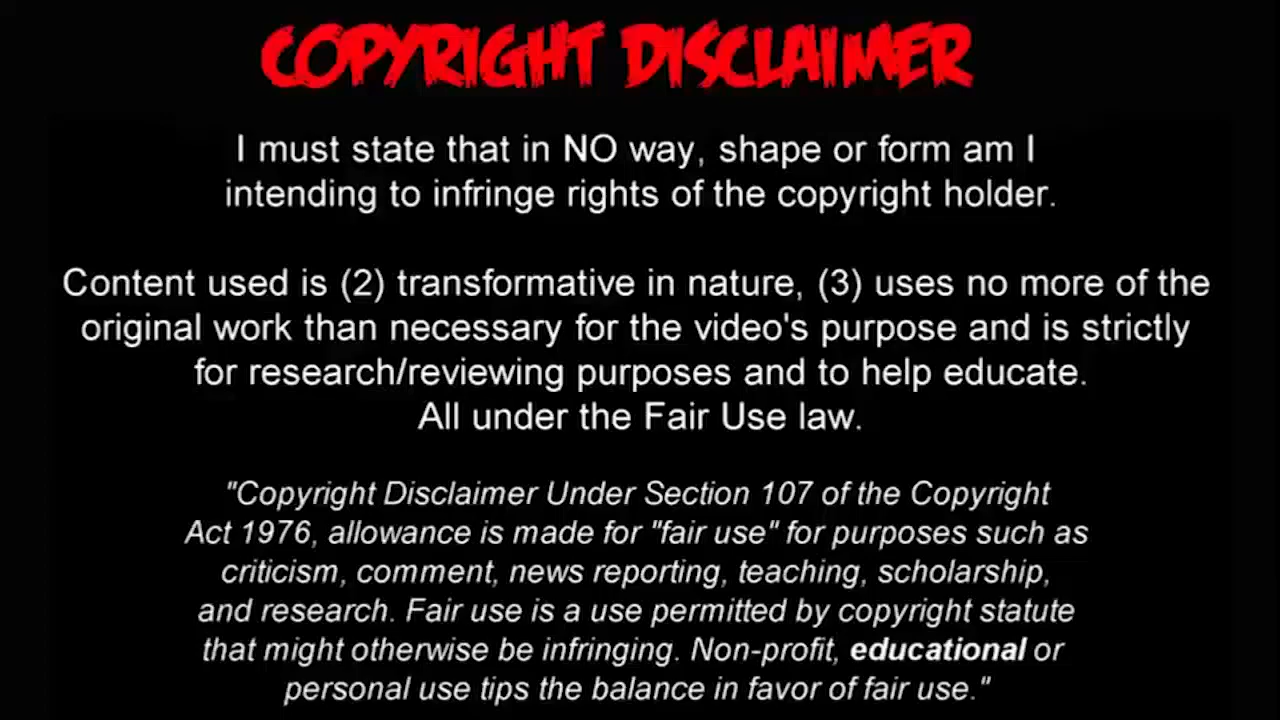 COPYRIGHT DISCLAIMER
I must state that in NO way, shape or form am I
intending to infringe rights of the copyright holder.
Content used is (2) transformative in nature, (3) uses no more of the
original work than necessary for the video's purpose and is strictly
for research/reviewing purposes and to help educate.
All under the Fair Use law.
"Copyright Disclaimer Under Section 107 of the Copyright
Act 1976, allowance is made for "fair use" for purposes such as
criticism, comment, news reporting, teaching, scholarship,
and research. Fair use is a use permitted by copyright statute
that might otherwise be infringing. Non-profit, educational or
personal use tips the balance in favor of fair use."